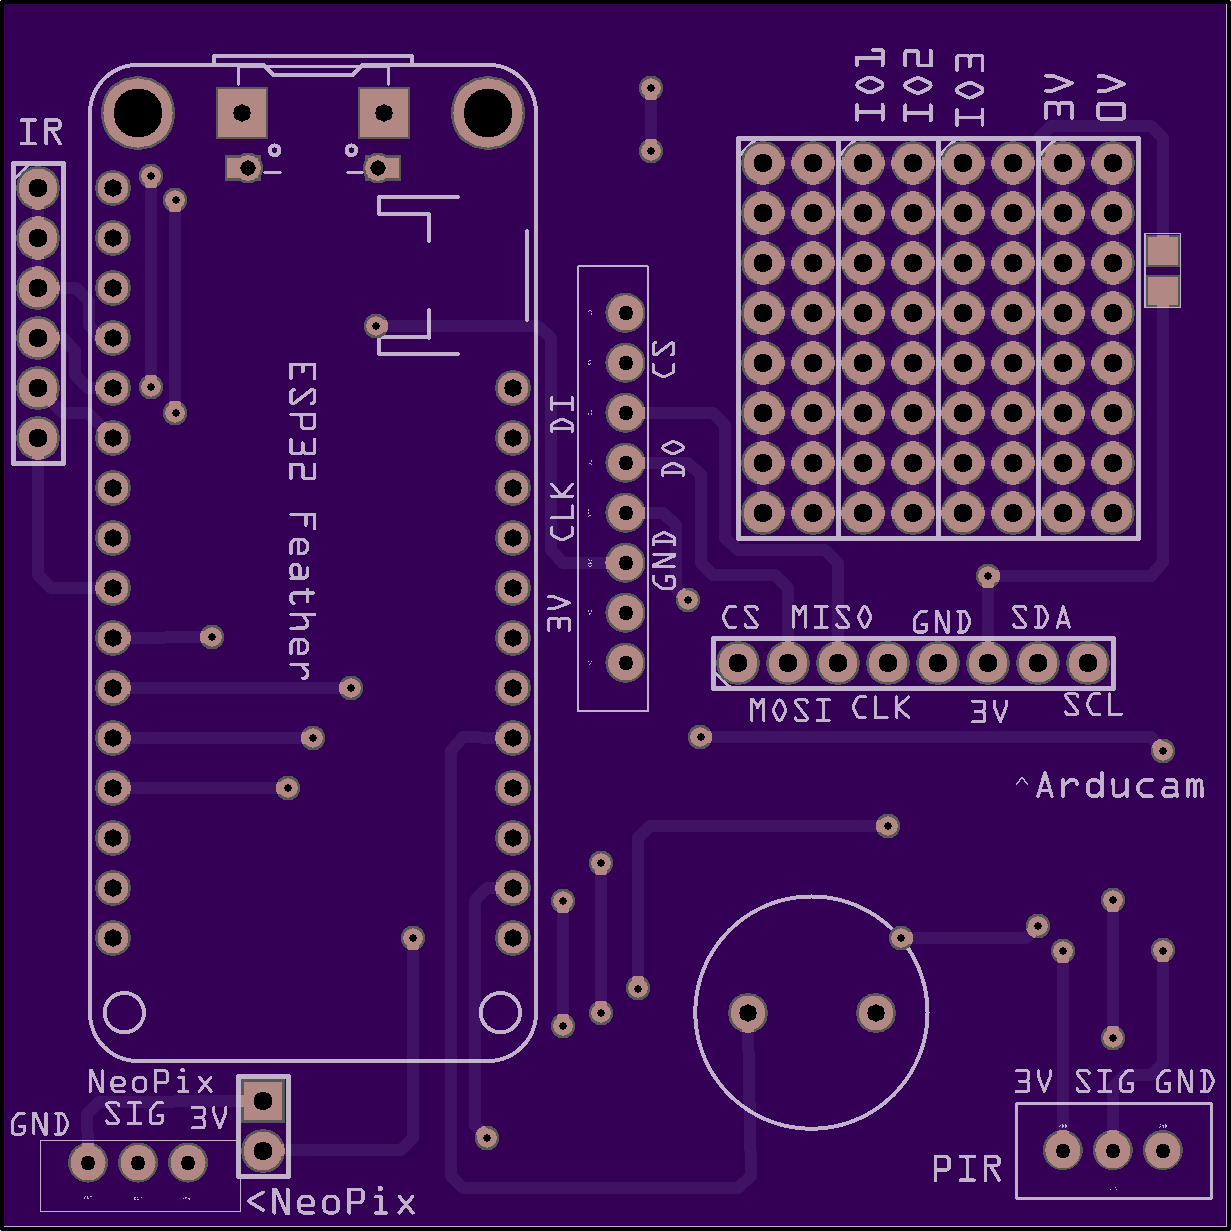 IR
IO1
IO2
IO3
3V
ESP32 Feather
CS
DI
DO
CLK
GND
3V
CS
MISO
GND
SDA
MOSI
CLK
3V
SCL
^Arducam
NeoPix
GND
SIG
3V
<NeoPix
3V SIG GND
PIR